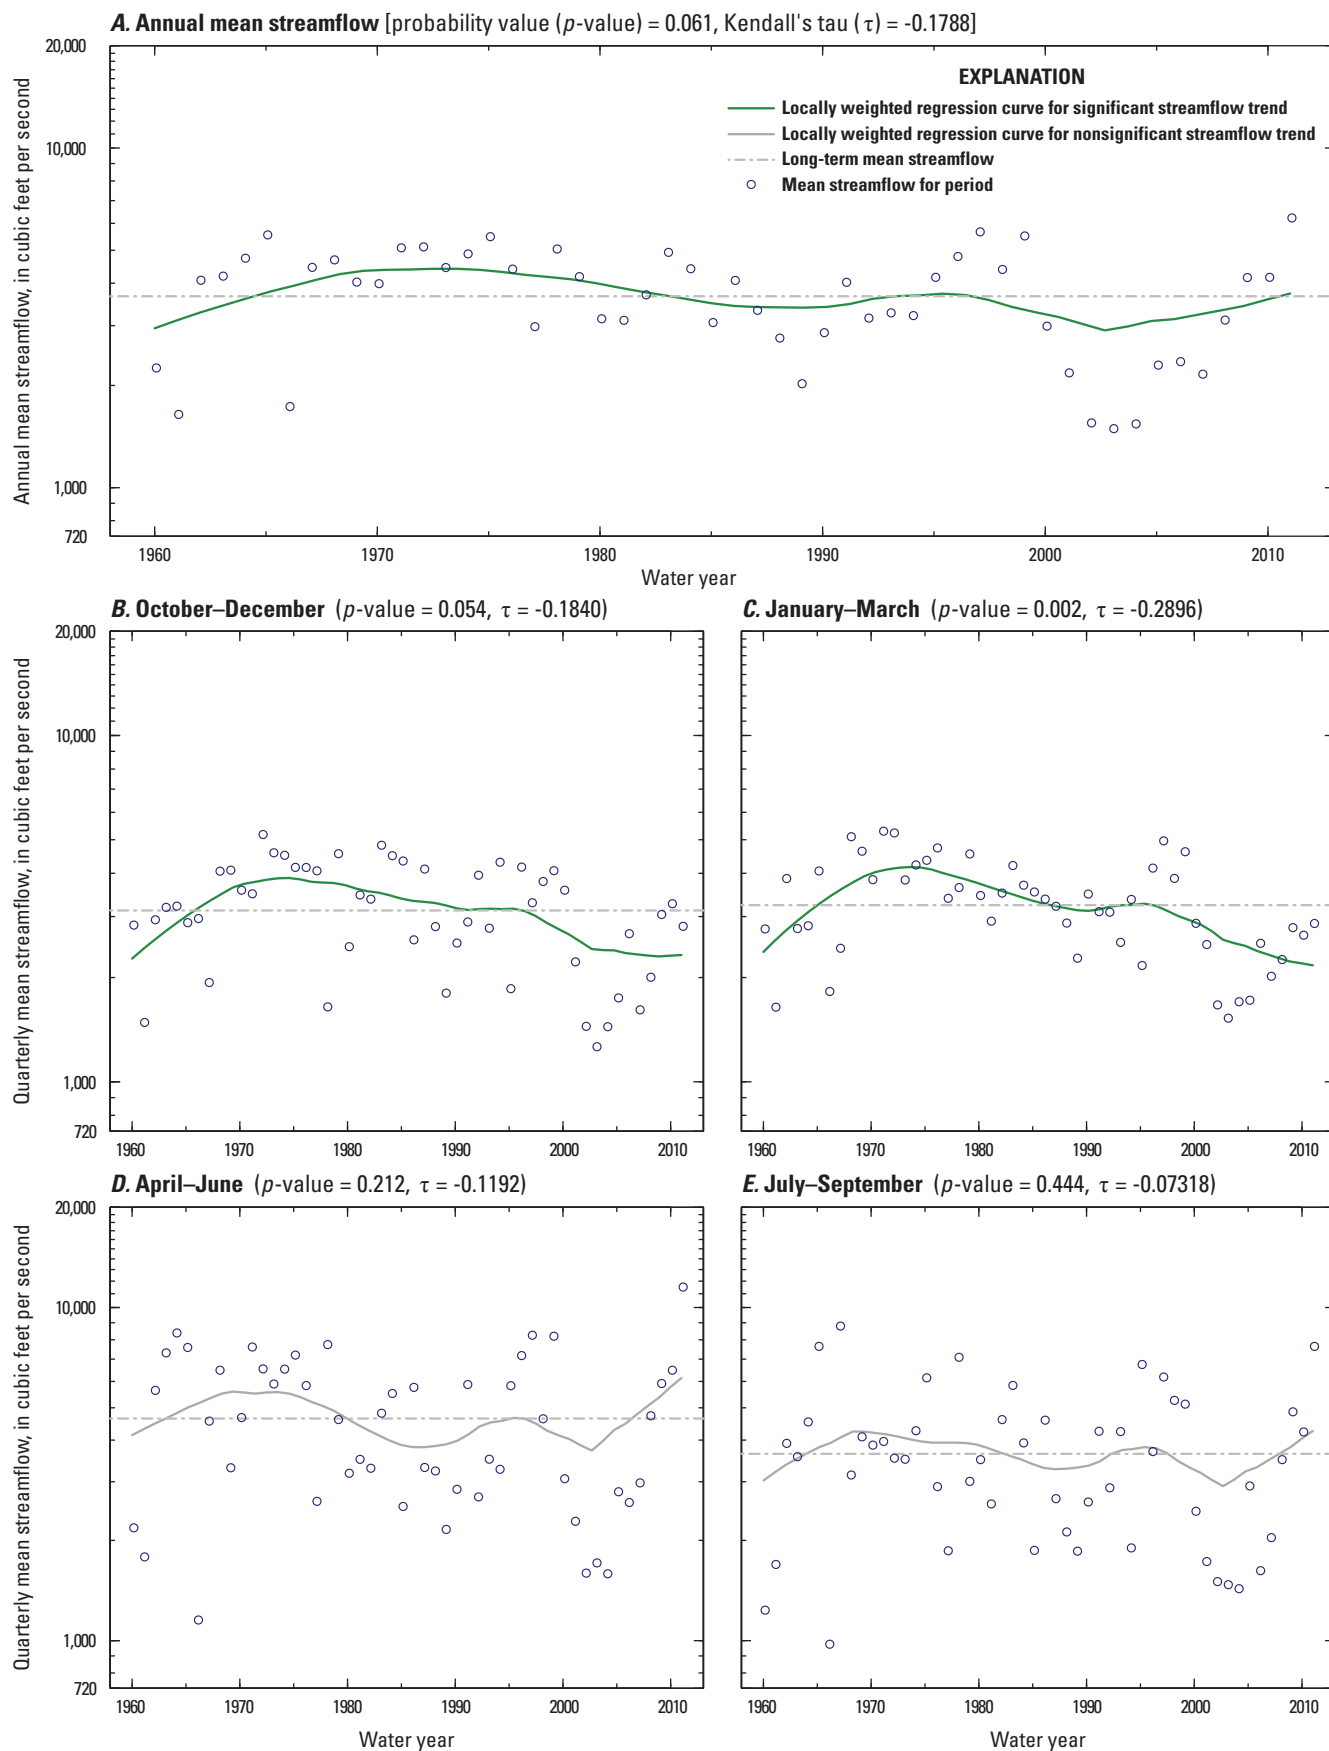 A. Annual mean streamflow [probability value (p-value) = 0.061, Kendall's tau (τ) = -0.1788]
20,000
10,000
1,000
720
Annual mean streamflow, in cubic feet per second
EXPLANATION
Locally weighted regression curve for significant streamflow trend
Locally weighted regression curve for nonsignificant streamflow trend
Long-term mean streamflow
Mean streamflow for period
1960 1970 1980 1990 2000 2010
Water year
B. October–December (p-value = 0.054, τ = -0.1840)
20,000
10,000
1,000
720
Quarterly mean streamflow, in cubic feet per second
1960 1970 1980 1990 2000 2010
C. January–March (p-value = 0.002, τ = -0.2896)
1960 1970 1980 1990 2000 2010
D. April–June (p-value = 0.212, τ = -0.1192)
20,000
10,000
1,000
720
Quarterly mean streamflow, in cubic feet per second
1960 1970 1980 1990 2000 2010
Water year
E. July–September (p-value = 0.444, τ = -0.07318)
1960 1970 1980 1990 2000 2010
Water year